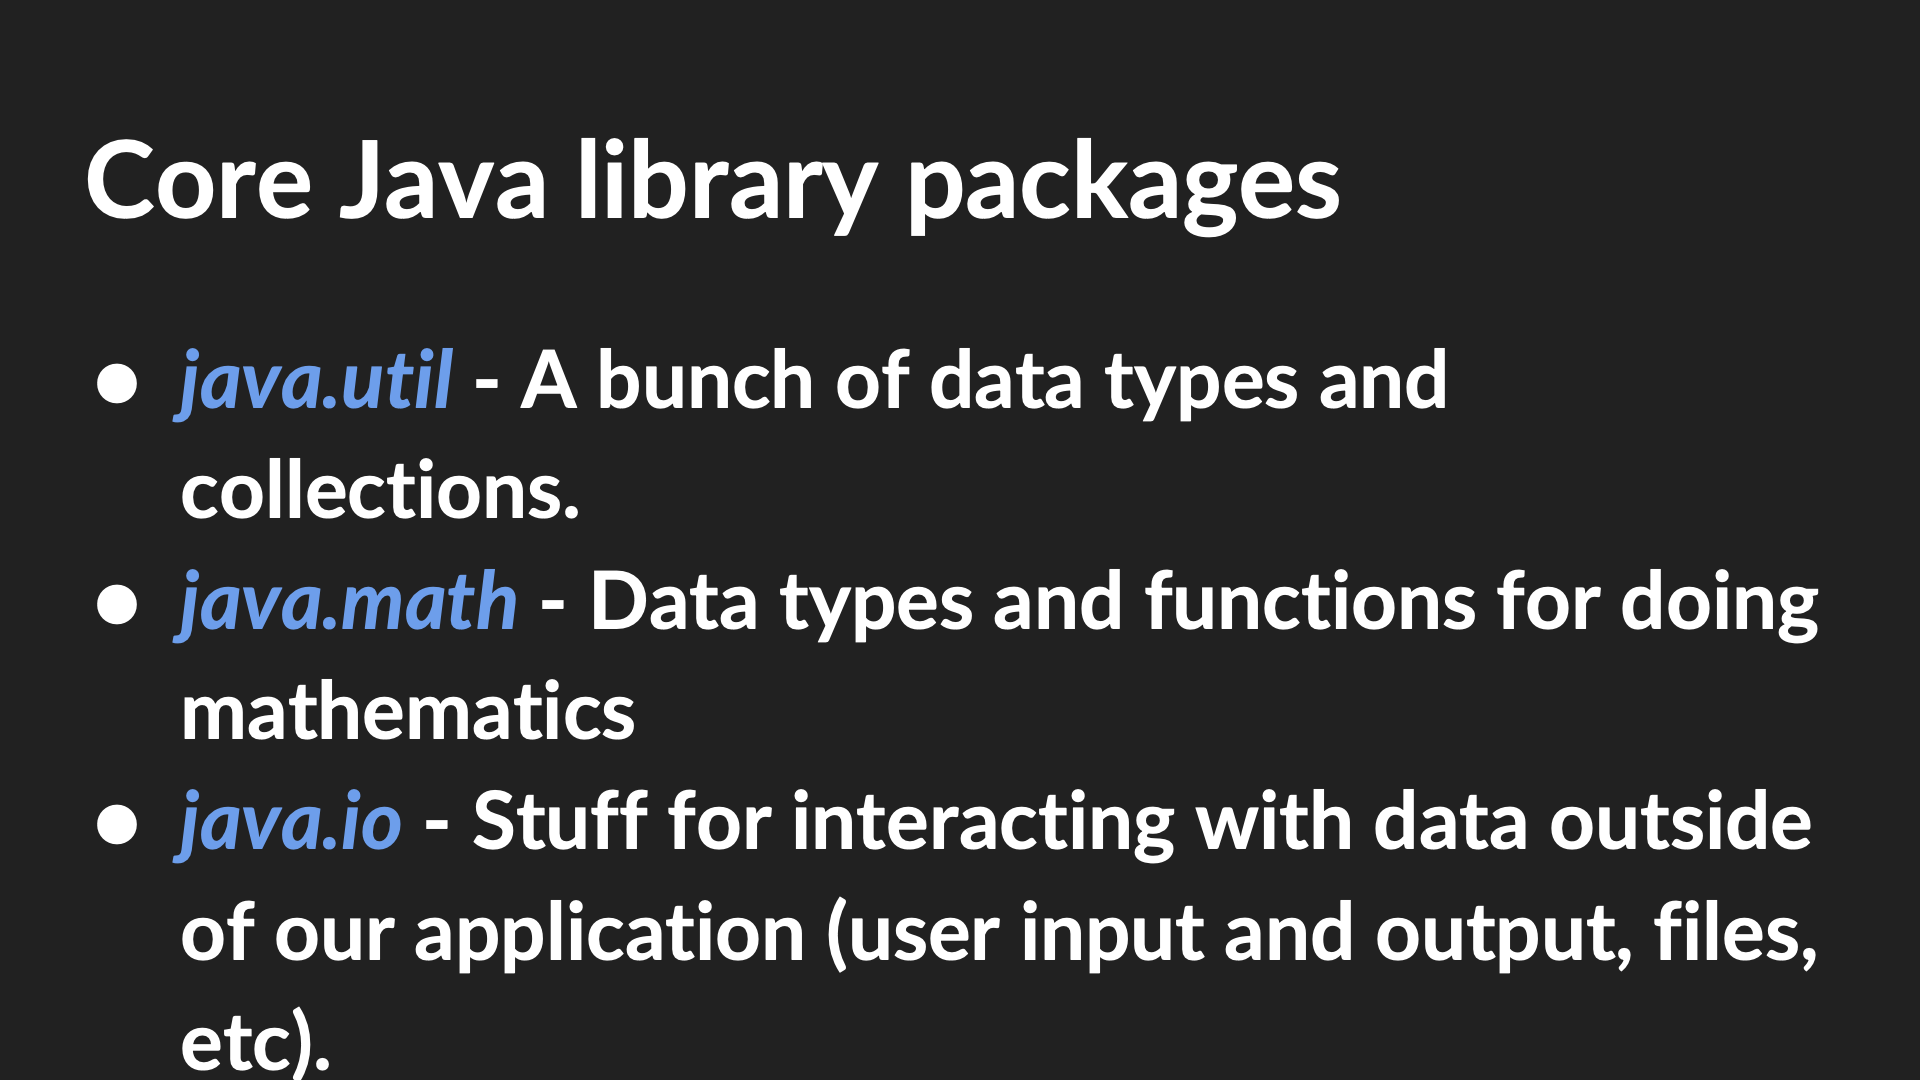 Core Java library packages
● java.util - A bunch of data types and
collections.
● java.math - Data types and functions for doing
mathematics
● java.io - Stuff for interacting with data outside
of our application (user input and output, files,
etc).